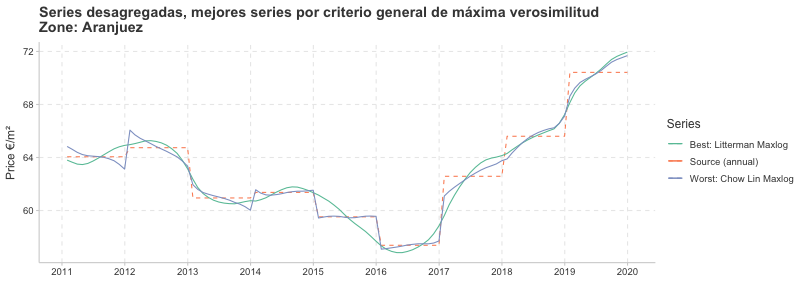 Series desagregadas, mejores series por criterio general de máxima verosimilitud
Zone: Aranjuez
72
68
64
60
Price €/m²
2011 2012 2013 2014 2015 2016 2017 2018 2019 2020
Series
Best: Litterman Maxlog
Source (annual)
Worst: Chow Lin Maxlog